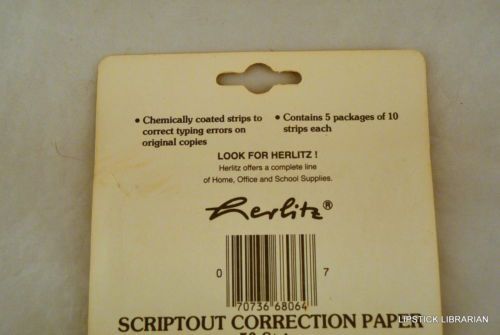 • Chemically coated strips to
correct typing errors on
original copies
• Contains 5 packages of 10
strips each
LOOK FOR HERLITZ !
Herlitz offers a complete line
of Home, Office and School Supplies.
Herlitz®
0 70736 68064 7
SCRIPTOUT CORRECTION PAPER
LIPSTICK LIBRARIAN